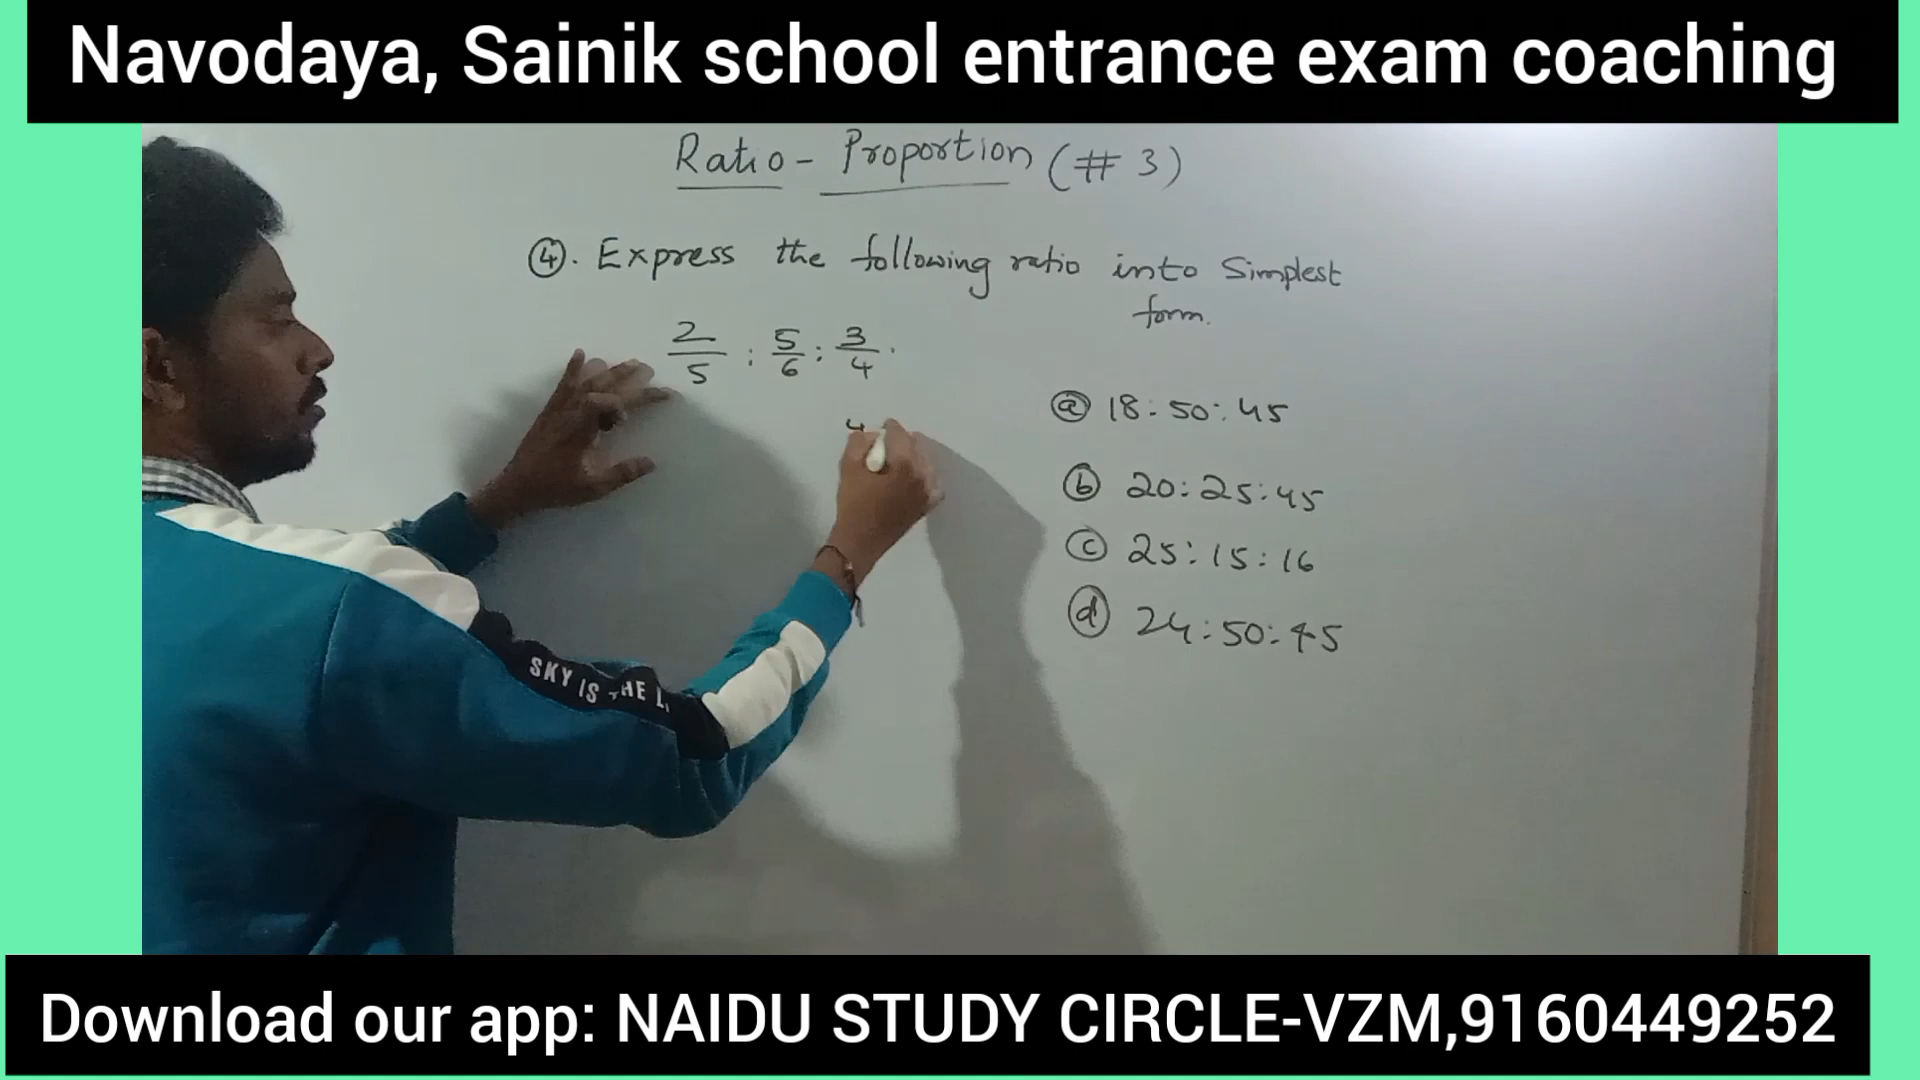 Navodaya, Sainik school entrance exam coaching
Ratio - Proportion (# 3)
④. Express the following ratio into Simplest
form.
2/5 : 5/6 : 3/4.
4
ⓐ 18 : 50 : 45
ⓑ 20 : 25 : 45
ⓒ 25 : 15 : 16
ⓓ 24 : 50 : 45
SKY IS THE L
Download our app: NAIDU STUDY CIRCLE-VZM,9160449252